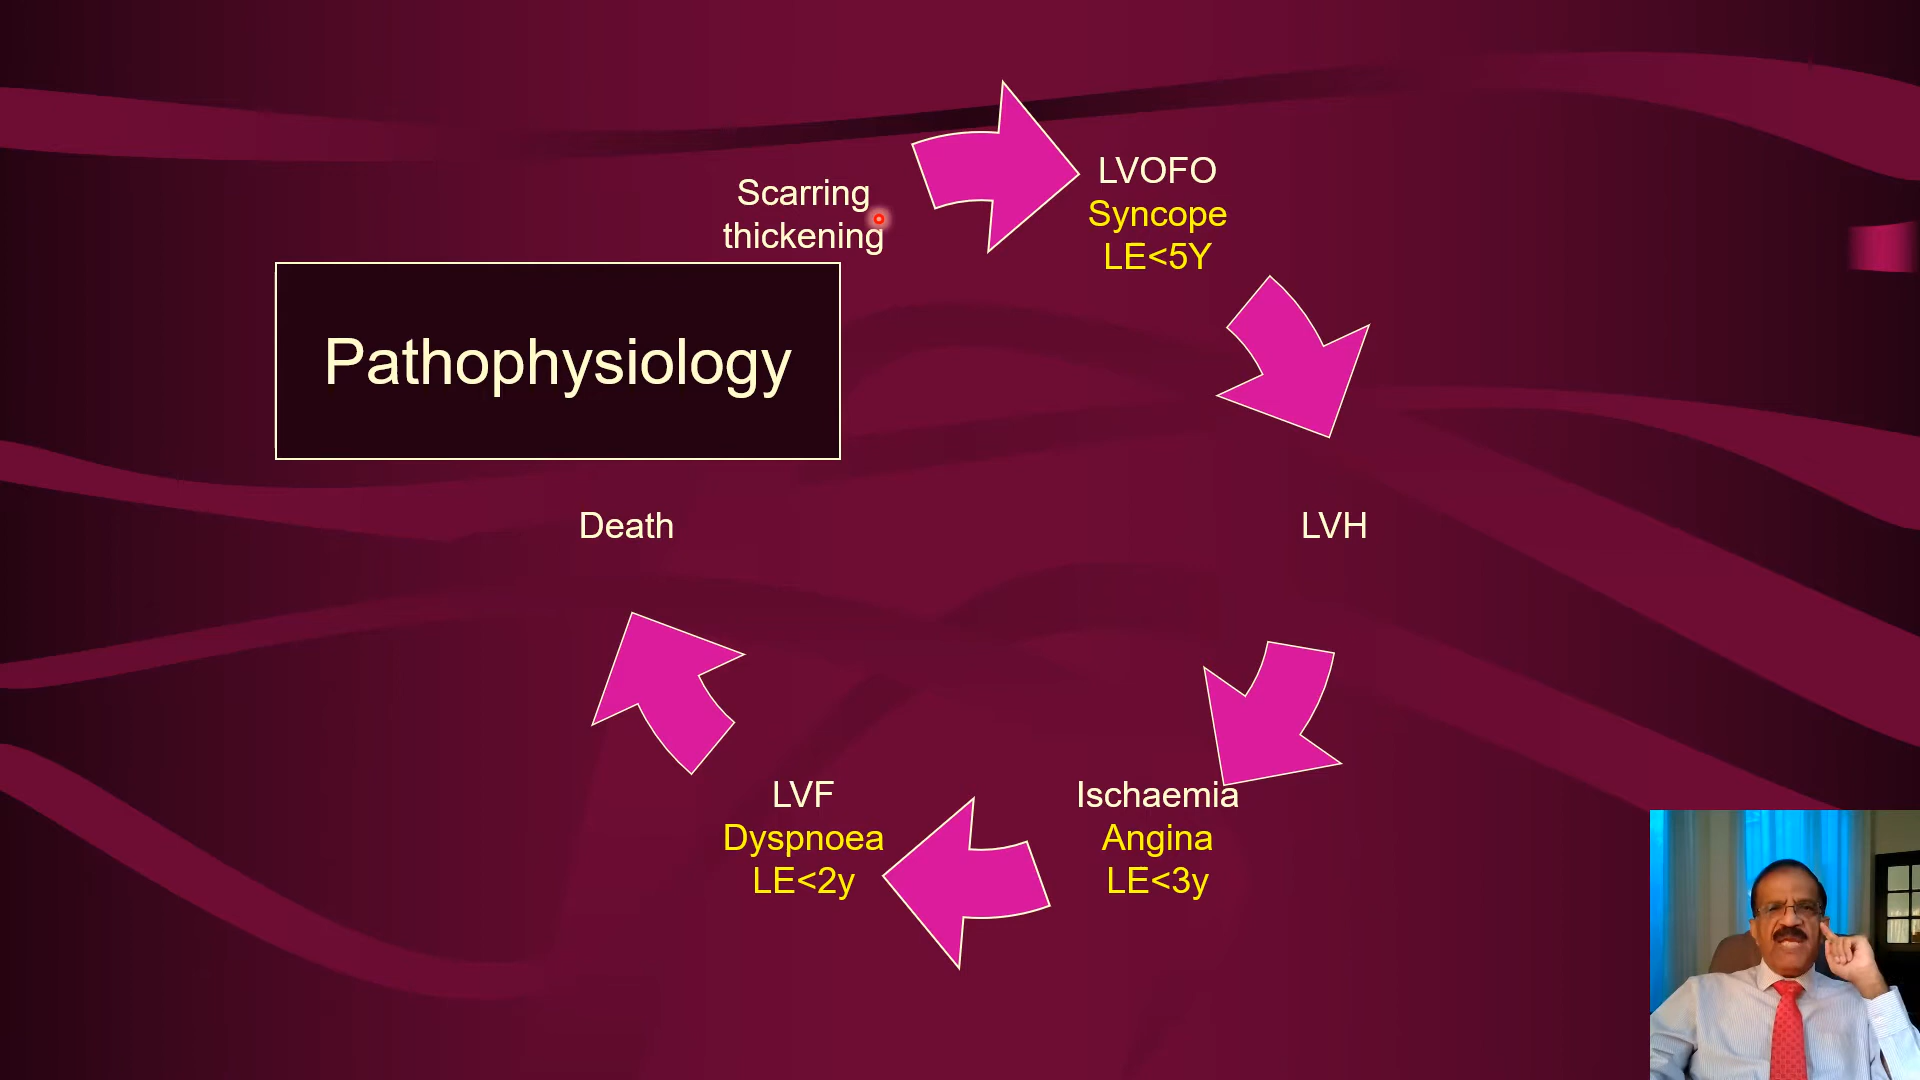 Scarring
thickening
LVOFO
Syncope
LE<5Y
Pathophysiology
Death
LVH
LVF
Dyspnoea
LE<2y
Ischaemia
Angina
LE<3y